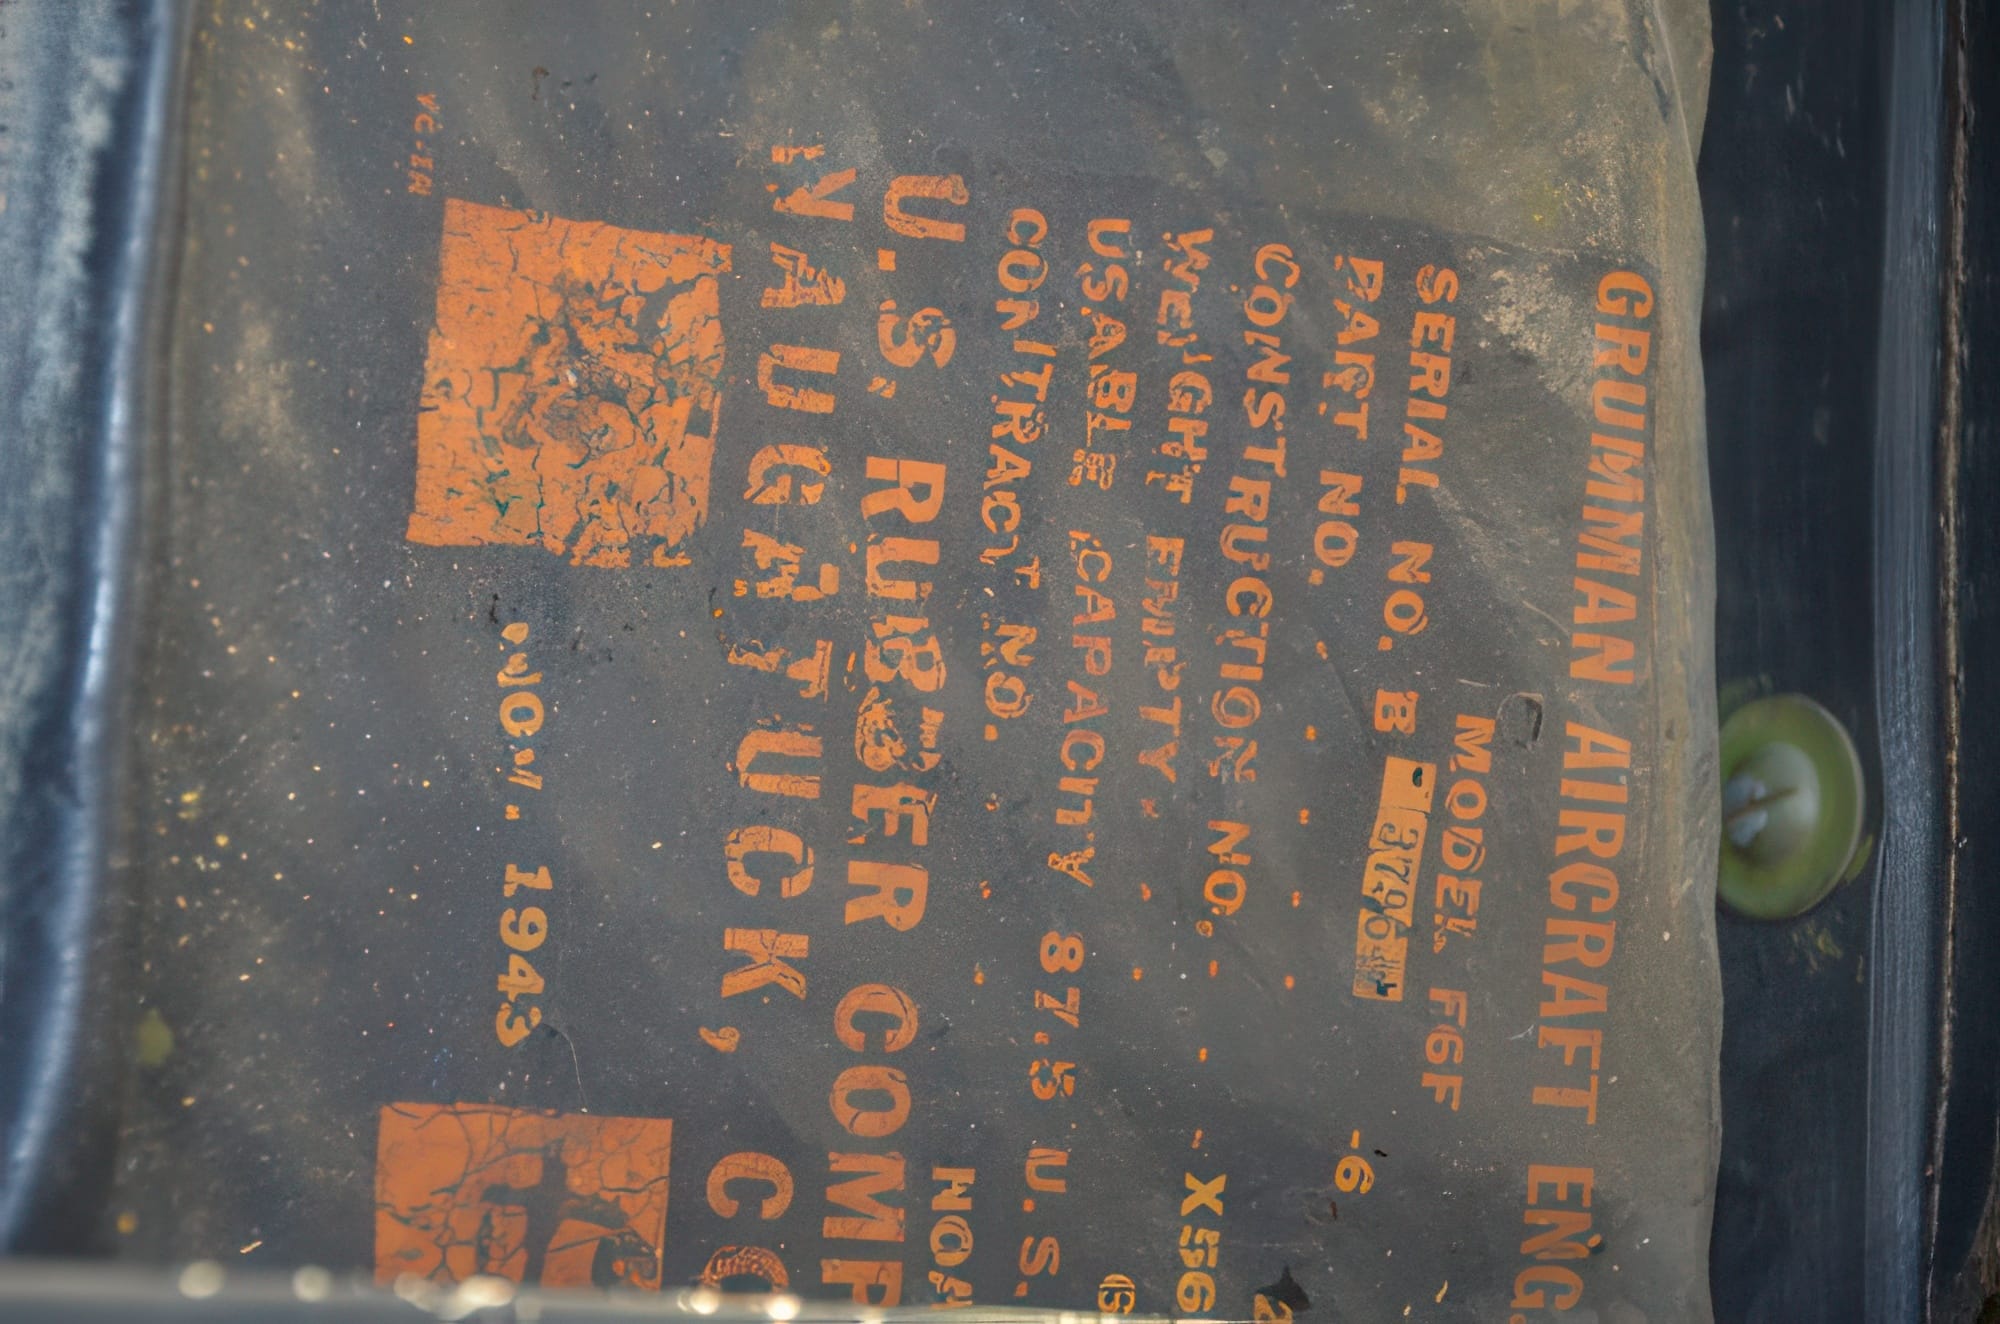 GRUMMAN AIRCRAFT ENG.
MODEL F6F
SERIAL NO. B
PART NO. -6
CONSTRUCTION NO.
WEIGHT EMPTY X56
USABLE CAPACITY 87.5 U.S.
CONTRACT NO.
U.S. RUBBER COMP
NAUGATUCK, CO
NOV. 1943